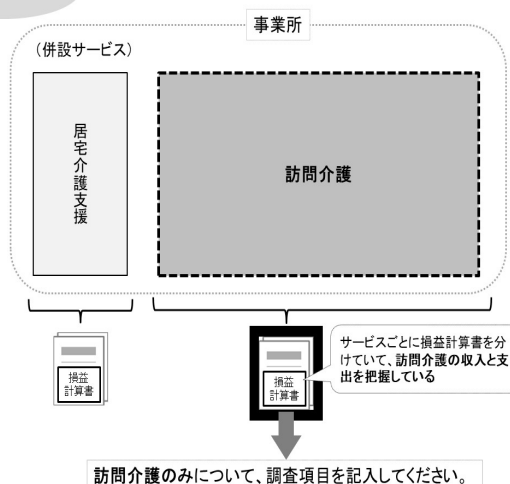 事業所
（併設サービス）
居宅介護支援
訪問介護
損益
計算書
損益
計算書
サービスごとに損益計算書を分
けていて、訪問介護の収入と支
出を把握している
訪問介護のみについて、調査項目を記入してください。